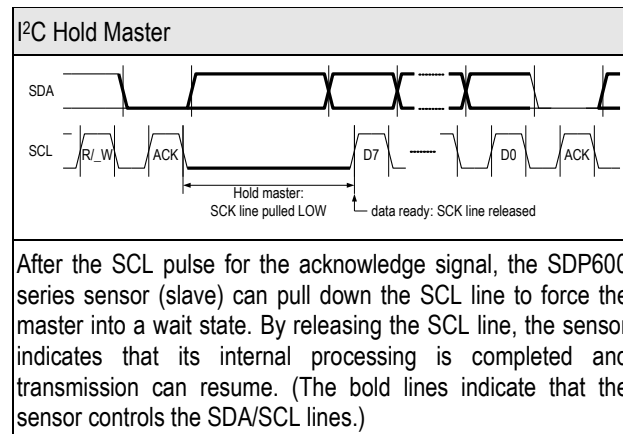 I²C Hold Master
SDA
SCL
R/_W
ACK
D7
D0
ACK
Hold master:
SCK line pulled LOW
data ready: SCK line released
After the SCL pulse for the acknowledge signal, the SDP600
series sensor (slave) can pull down the SCL line to force the
master into a wait state. By releasing the SCL line, the sensor
indicates that its internal processing is completed and
transmission can resume. (The bold lines indicate that the
sensor controls the SDA/SCL lines.)